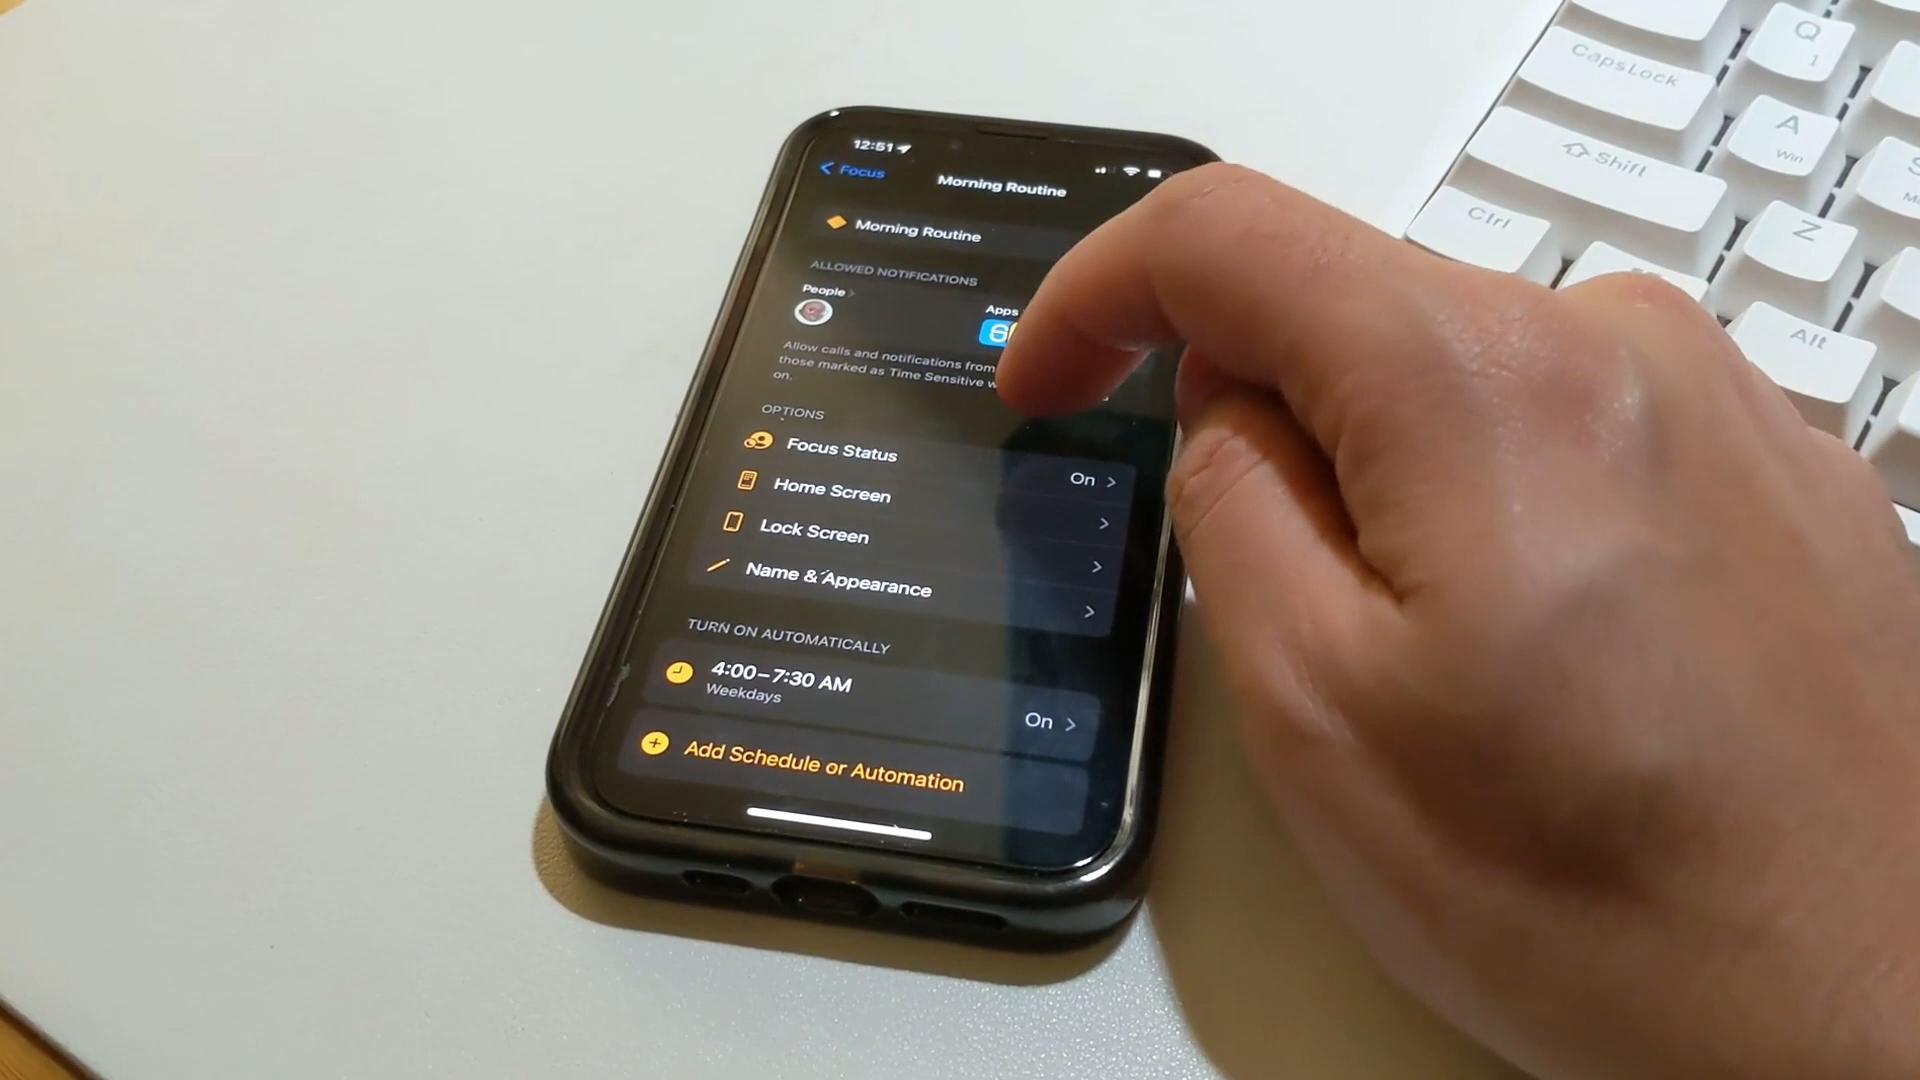 12:51
Focus
Morning Routine
Morning Routine
ALLOWED NOTIFICATIONS
People
Apps
Allow calls and notifications from
those marked as Time Sensitive
on.
OPTIONS
Focus Status
On
Home Screen
Lock Screen
Name & Appearance
TURN ON AUTOMATICALLY
4:00–7:30 AM
Weekdays
On
Add Schedule or Automation
Q
1
CapsLock
A
Win
Shift
Z
Ctrl
Alt